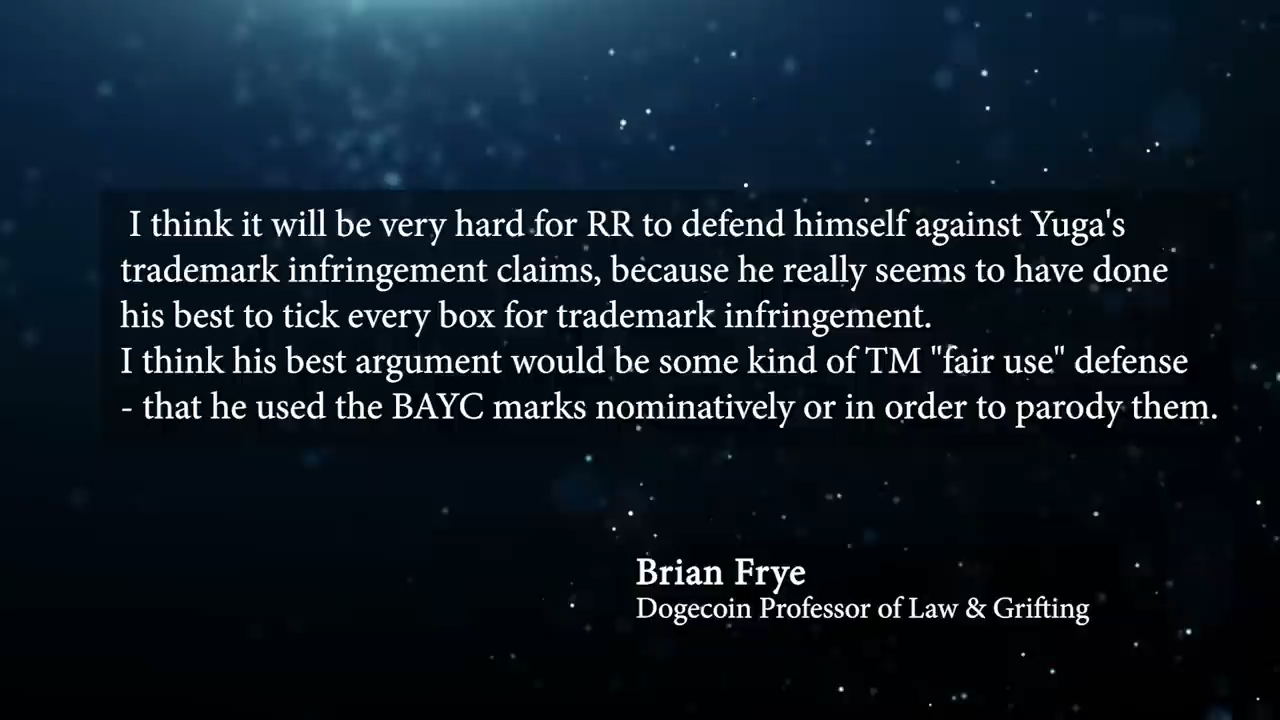 I think it will be very hard for RR to defend himself against Yuga's
trademark infringement claims, because he really seems to have done
his best to tick every box for trademark infringement.
I think his best argument would be some kind of TM "fair use" defense
- that he used the BAYC marks nominatively or in order to parody them.
Brian Frye
Dogecoin Professor of Law & Grifting